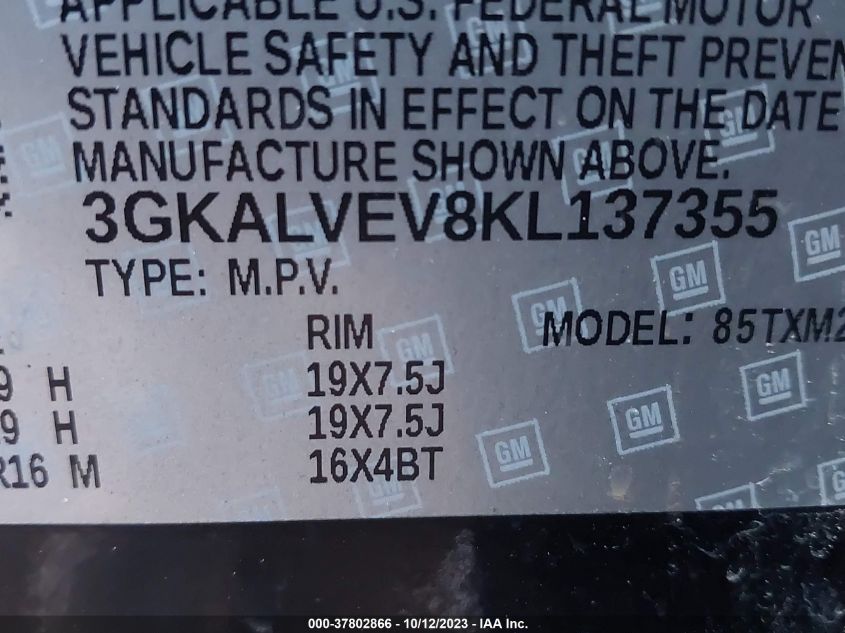 APPLICABLE U.S. FEDERAL MOTOR
VEHICLE SAFETY AND THEFT PREVEN
STANDARDS IN EFFECT ON THE DATE
MANUFACTURE SHOWN ABOVE.
3GKALVEV8KL137355
TYPE: M.P.V.
RIM MODEL: 85TXM2
9 H 19X7.5J
9 H 19X7.5J
R16 M 16X4BT
GM
GM
GM
GM
GM
GM
GM
000-37802866 - 10/12/2023 - IAA Inc.